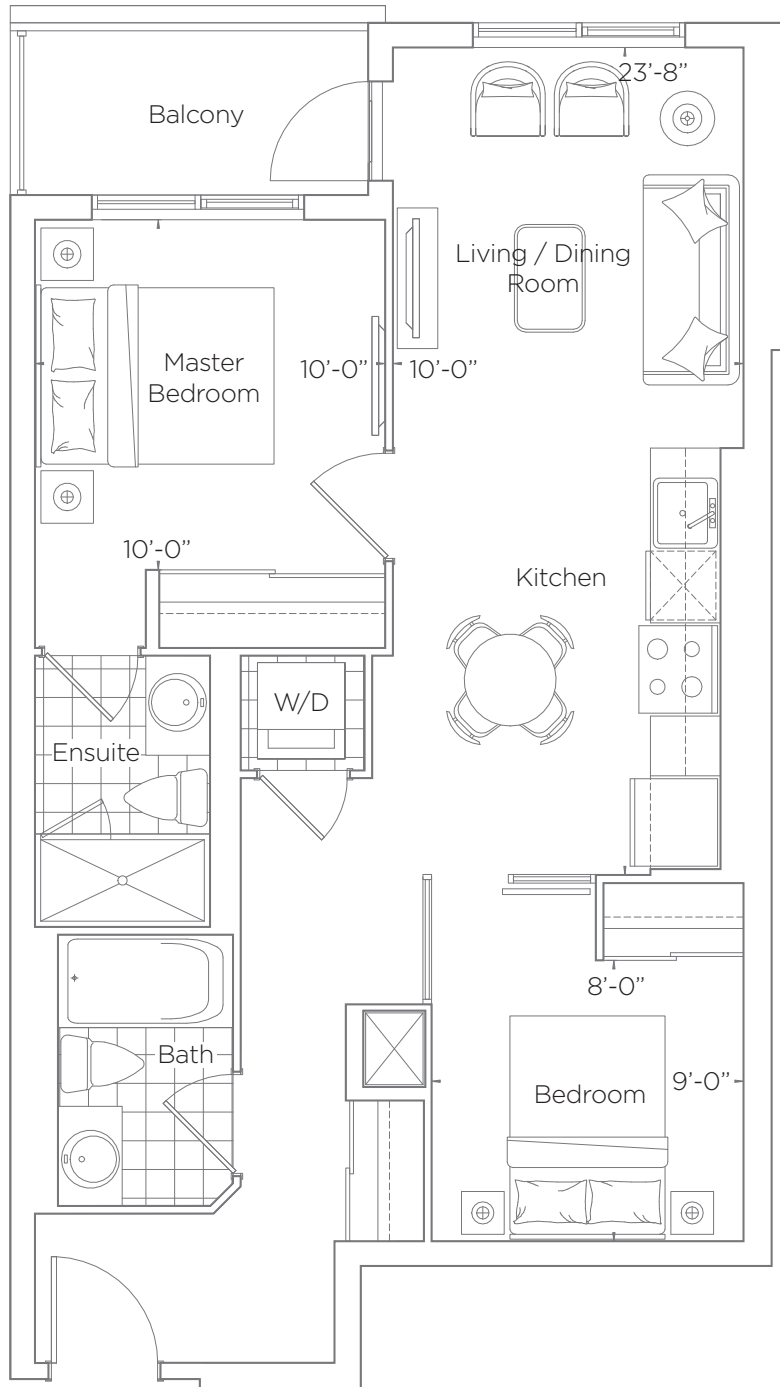 23’-8”
Balcony
Living / Dining
Room
Master
Bedroom
10’-0”
10’-0”
10’-0”
Kitchen
W/D
Ensuite
8’-0”
Bath
9’-0”
Bedroom